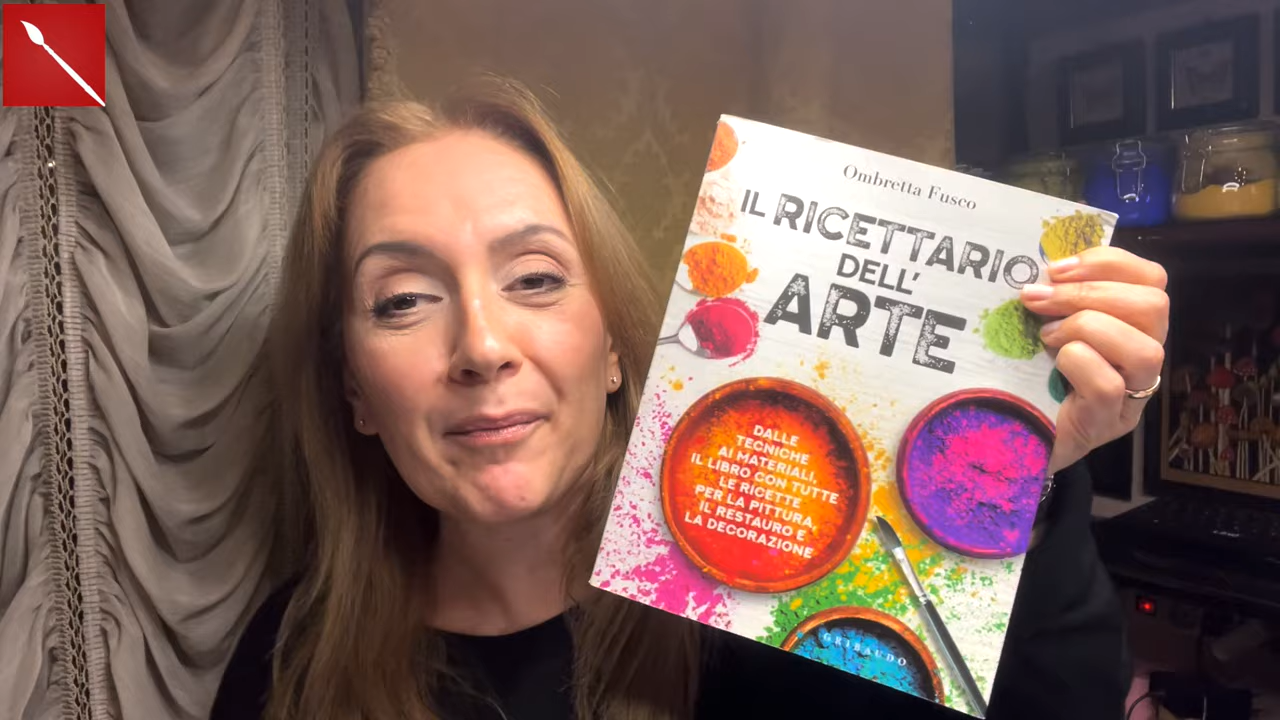 Ombretta Fusco
IL RICETTARIO
DELL'
ARTE
DALLE
TECNICHE
AI MATERIALI,
IL LIBRO CON TUTTE
LE RICETTE
PER LA PITTURA,
IL RESTAURO E
LA DECORAZIONE
GRIBAUDO